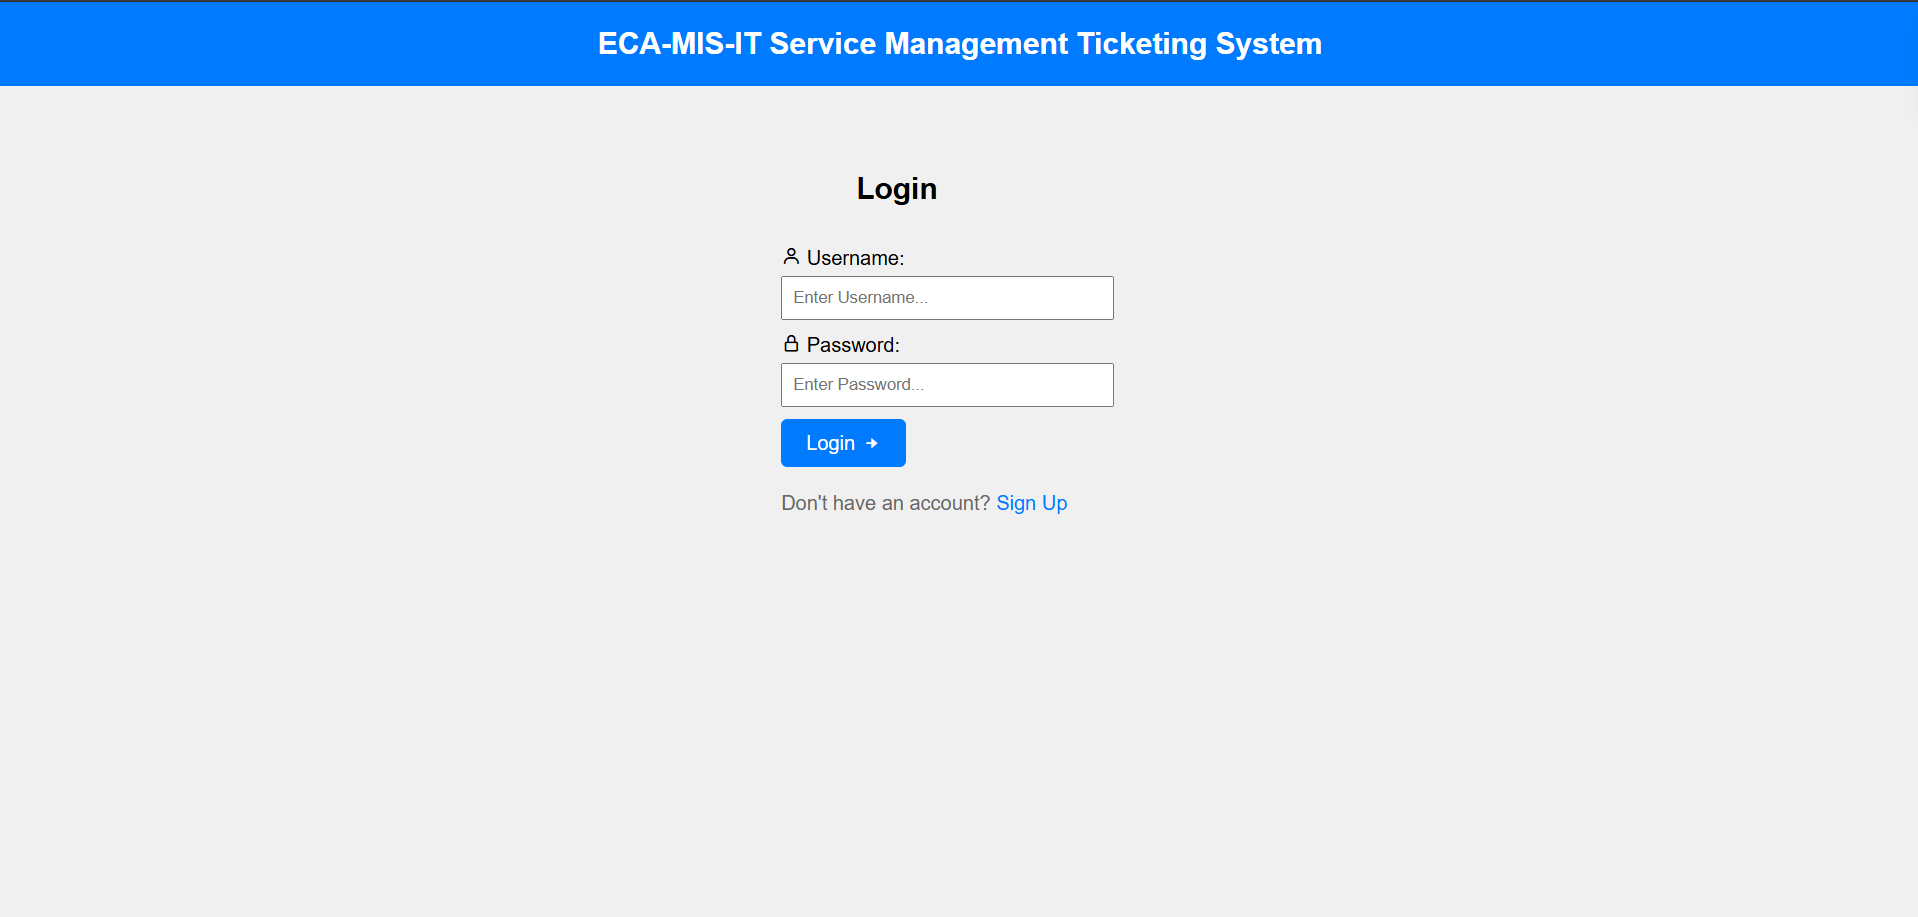 ECA-MIS-IT Service Management Ticketing System
Login
Username:
Enter Username...
Password:
Enter Password...
Login
Don't have an account? Sign Up